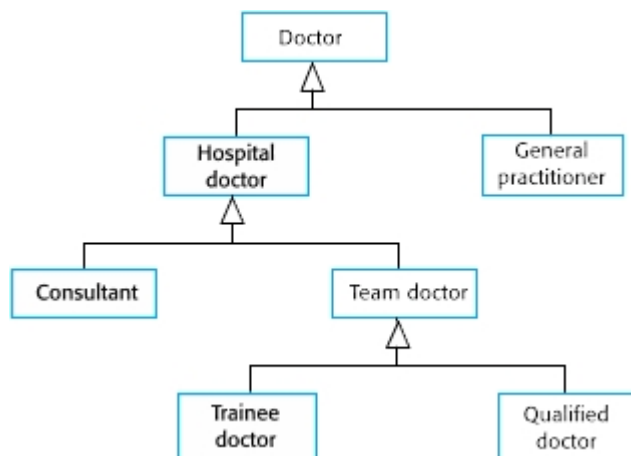 Doctor
Hospital
doctor
General
practitioner
Consultant
Team doctor
Trainee
doctor
Qualified
doctor